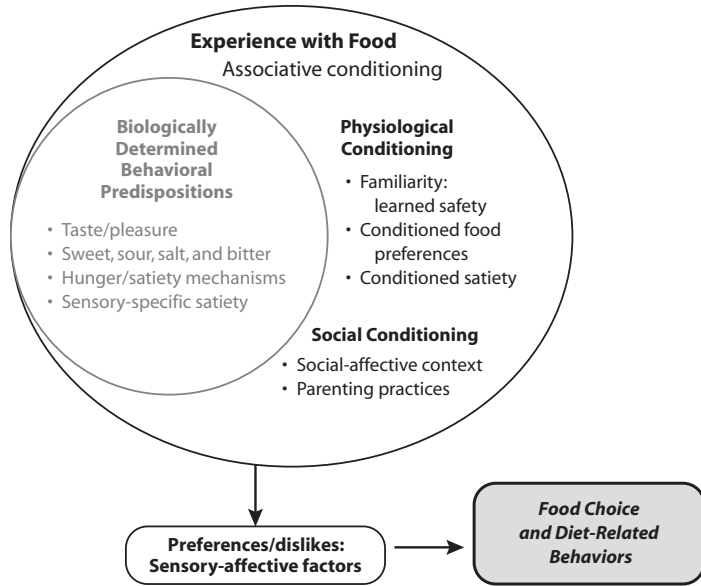 Experience with Food
Associative conditioning
Biologically
Determined
Behavioral
Predispositions
• Taste/pleasure
• Sweet, sour, salt, and bitter
• Hunger/satiety mechanisms
• Sensory-specific satiety
Physiological
Conditioning
• Familiarity:
learned safety
• Conditioned food
preferences
• Conditioned satiety
Social Conditioning
• Social-affective context
• Parenting practices
Preferences/dislikes:
Sensory-affective factors
Food Choice
and Diet-Related
Behaviors